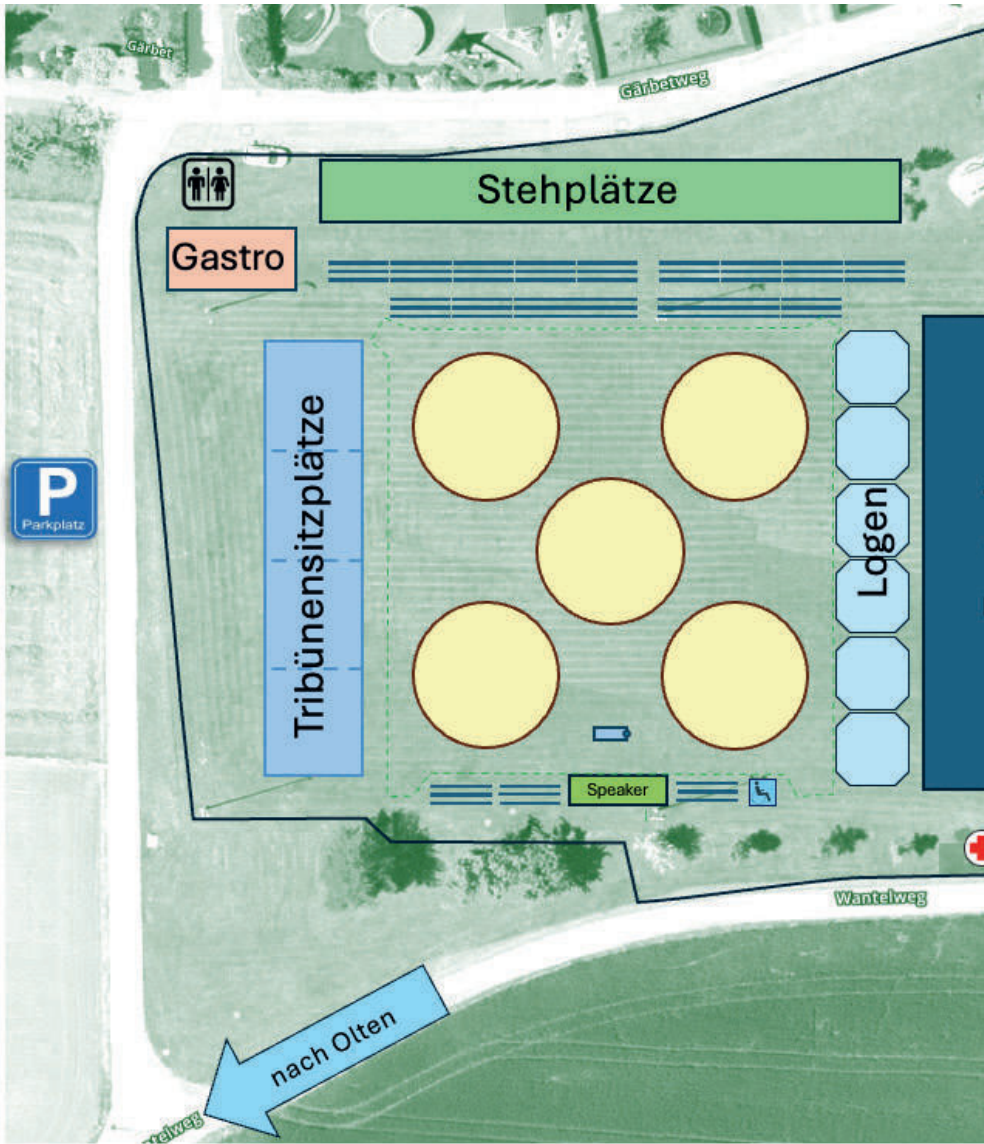 Gärbet
Gärbetweg
Stehplätze
Gastro
Tribünensitzplätze
P
Parkplatz
Logen
Speaker
Wantelweg
nach Olten